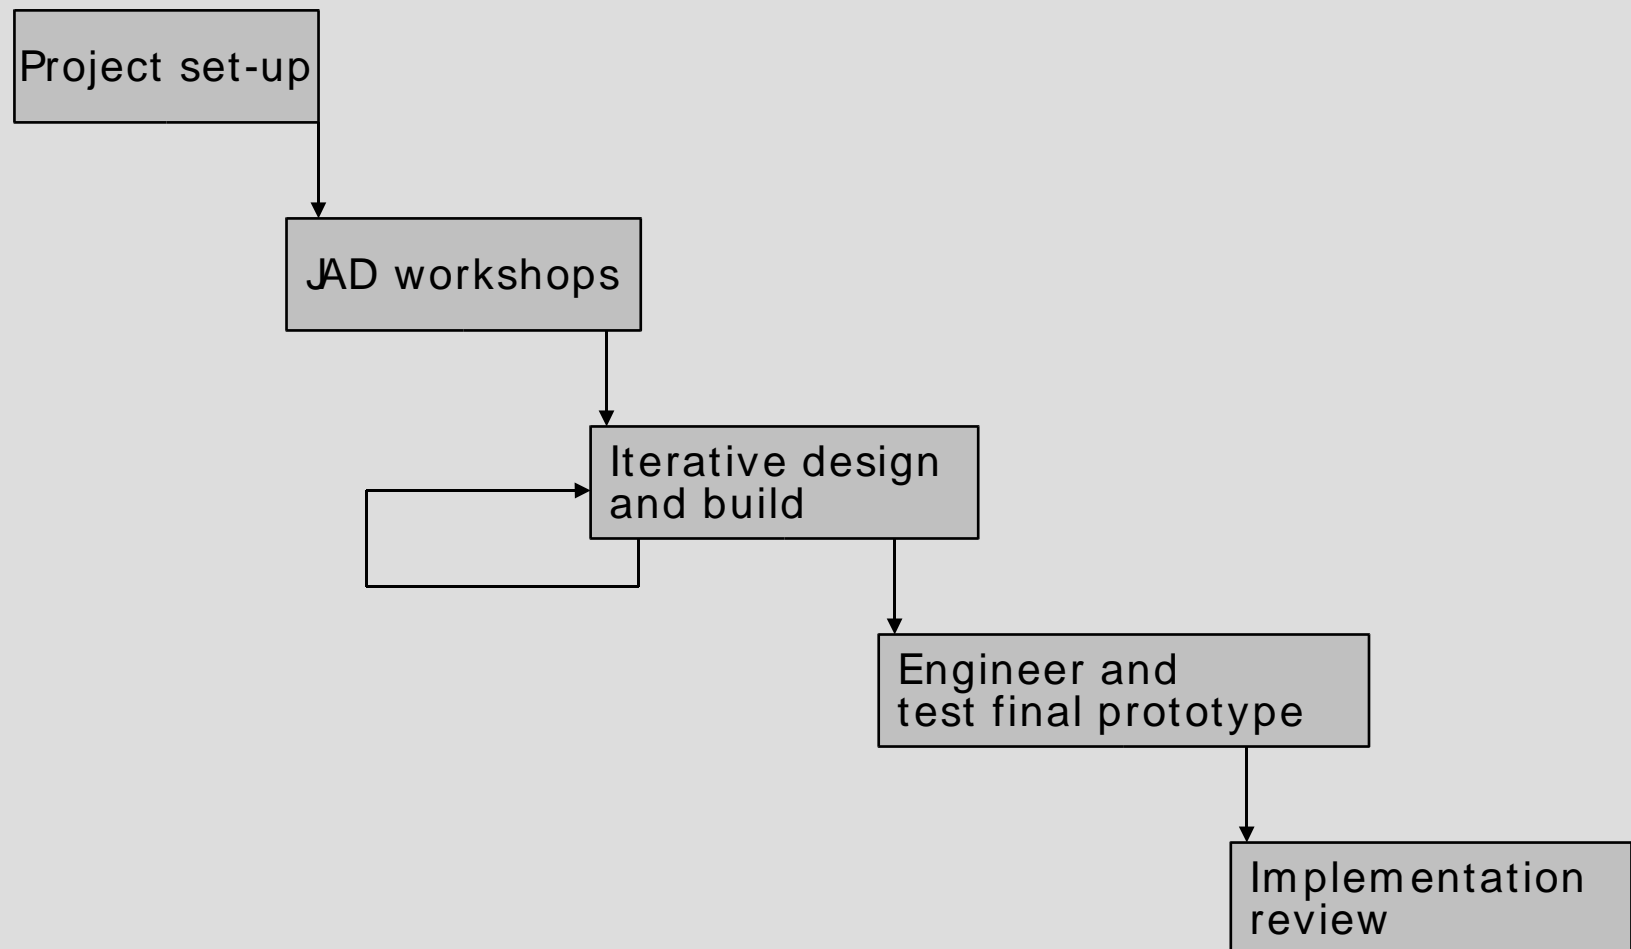 Project set-up
JAD workshops
Iterative design
and build
Engineer and
test final prototype
Implementation
review